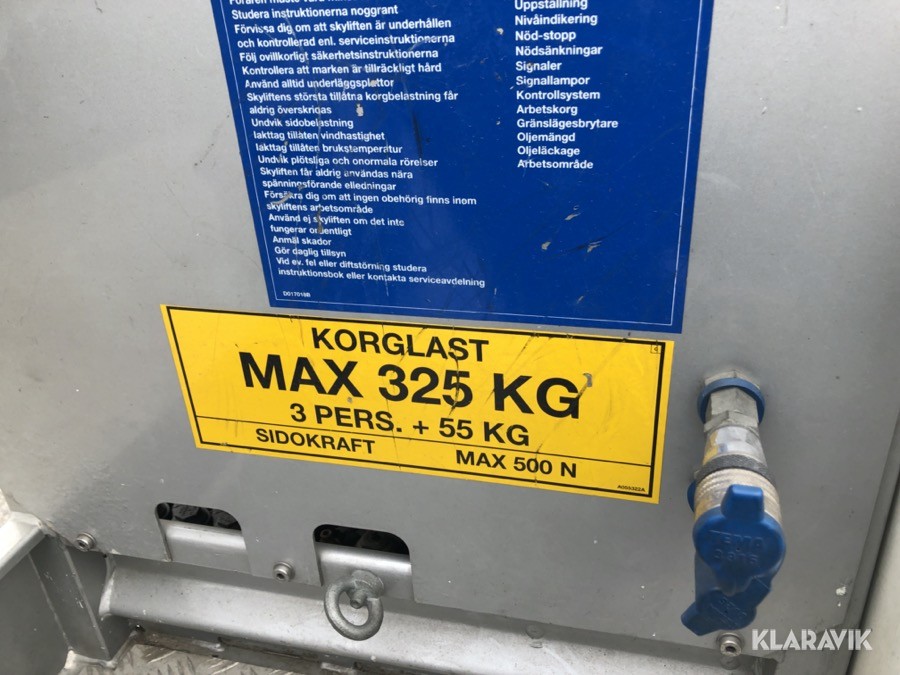 Studera instruktionerna noggrant
Förvissa dig om att skyliften är underhållen
och kontrollerad enl. serviceinstruktionerna
Följ ovillkorligt säkerhetsinstruktionerna
Kontrollera att marken är tillräckligt hård
Använd alltid underläggsplattor
Skyliftens största tillåtna korgbelastning får
aldrig överskridas
Undvik sidobelastning
Iakttag tillåten vindhastighet
Iakttag tillåten brukstemperatur
Undvik plötsliga och onormala rörelser
Skyliften får aldrig användas nära
spänningsförande elledningar
Försäkra dig om att ingen obehörig finns inom
skyliftens arbetsområde
Använd ej skyliften om det inte
fungerar ordentligt
Anmäl skador
Gör daglig tillsyn
Vid ev. fel eller diftstörning studera
instruktionsbok eller kontakta serviceavdelning
D017018B
Uppställning
Nivåindikering
Nöd-stopp
Nödsänkningar
Signaler
Signallampor
Kontrollsystem
Arbetskorg
Gränslägesbrytare
Oljemängd
Oljeläckage
Arbetsområde
KORGLAST
MAX 325 KG
3 PERS. + 55 KG
SIDOKRAFT MAX 500 N
A005322A
KLARAVIK